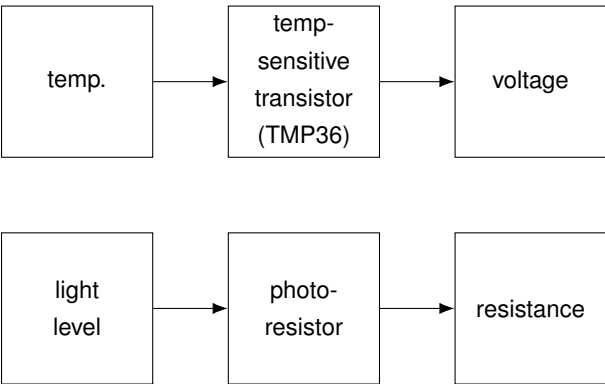 temp.
temp-
sensitive
transistor
(TMP36)
voltage
light
level
photo-
resistor
resistance